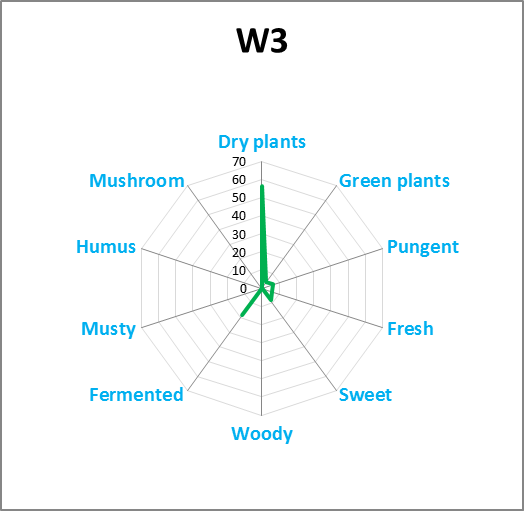 W3
Dry plants
70
60
50
40
30
20
10
0
Green plants
Pungent
Fresh
Sweet
Woody
Fermented
Musty
Humus
Mushroom